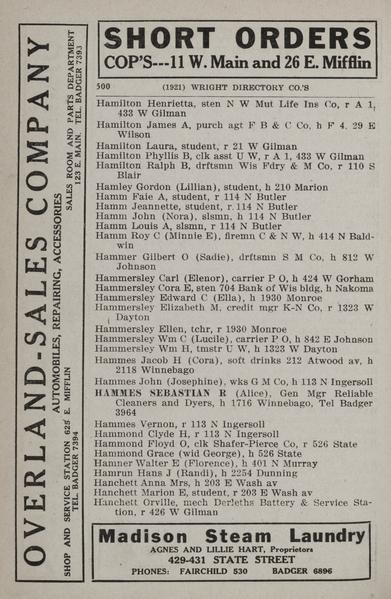 SHORT ORDERS
COP'S---11 W. Main and 26 E. Mifflin
OVERLAND-SALES COMPANY
AUTOMOBILES, REPAIRING, ACCESSORIES
SHOP AND SERVICE STATION 625 E. MIFFLIN
TEL. BADGER 7394
SALES ROOM AND PARTS DEPARTMENT
123 E. MAIN. TEL. BADGER 7393
500 (1921) WRIGHT DIRECTORY CO.'S
Hamilton Henrietta, sten N W Mut Life Ins Co, r A 1,
433 W Gilman
Hamilton James A, purch agt F B & C Co, h F 4. 29 E
Wilson
Hamilton Laura, student, r 21 W Gilman
Hamilton Phyllis B, clk asst U W, r A 1, 433 W Gilman
Hamilton Ralph B, drftsmn Wis Fdry & M Co, r 110 S
Blair
Hamley Gordon (Lillian), student, h 210 Marion
Hamm Faie A, student, r 114 N Butler
Hamm Jeannette, student, r 114 N Butler
Hamm John (Nora), slsmn, h 114 N Butler
Hamm Louis A, slsmn, r 114 N Butler
Hamm Roy C (Minnie E), firemn C & N W, h 414 N Bald-
win
Hammer Gilbert O (Sadie), drftsmn S M Co, h 812 W
Johnson
Hammersley Carl (Elenor), carrier P O, h 424 W Gorham
Hammersley Cora E, sten 704 Bank of Wis bldg, h Nakoma
Hammersley Edward C (Ella), h 1930 Monroe
Hammersley Elizabeth M, credit mgr K-N Co, r 1323 W
Dayton
Hammersley Ellen, tchr, r 1930 Monroe
Hammersley Wm C (Lucile), carrier P O, h 842 E Johnson
Hammersley Wm H, tmstr U W, h 1323 W Dayton
Hammes Jacob H (Cora), soft drinks 212 Atwood av, h
2118 Winnebago
Hammes John (Josephine), wks G M Co, h 113 N Ingersoll
HAMMES SEBASTIAN R (Alice), Gen Mgr Reliable
Cleaners and Dyers, h 1716 Winnebago, Tel Badger
3964
Hammes Vernon, r 113 N Ingersoll
Hammond Clyde H, r 113 N Ingersoll
Hammond Floyd O, clk Shafer-Pierce Co, r 526 State
Hammond Grace (wid George), h 526 State
Hamner Walter E (Florence), h 401 N Murray
Hamrun Hans J (Randi), h 2254 Dunning
Hanchett Anna Mrs, h 203 E Wash av
Hanchett Marion E, student, r 203 E Wash av
Hanchett Orville, mech Derleths Battery & Service Sta-
tion, r 426 W Gilman
Madison Steam Laundry
AGNES AND LILLIE HART, Proprietors
429-431 STATE STREET
PHONES: FAIRCHILD 530 BADGER 6896